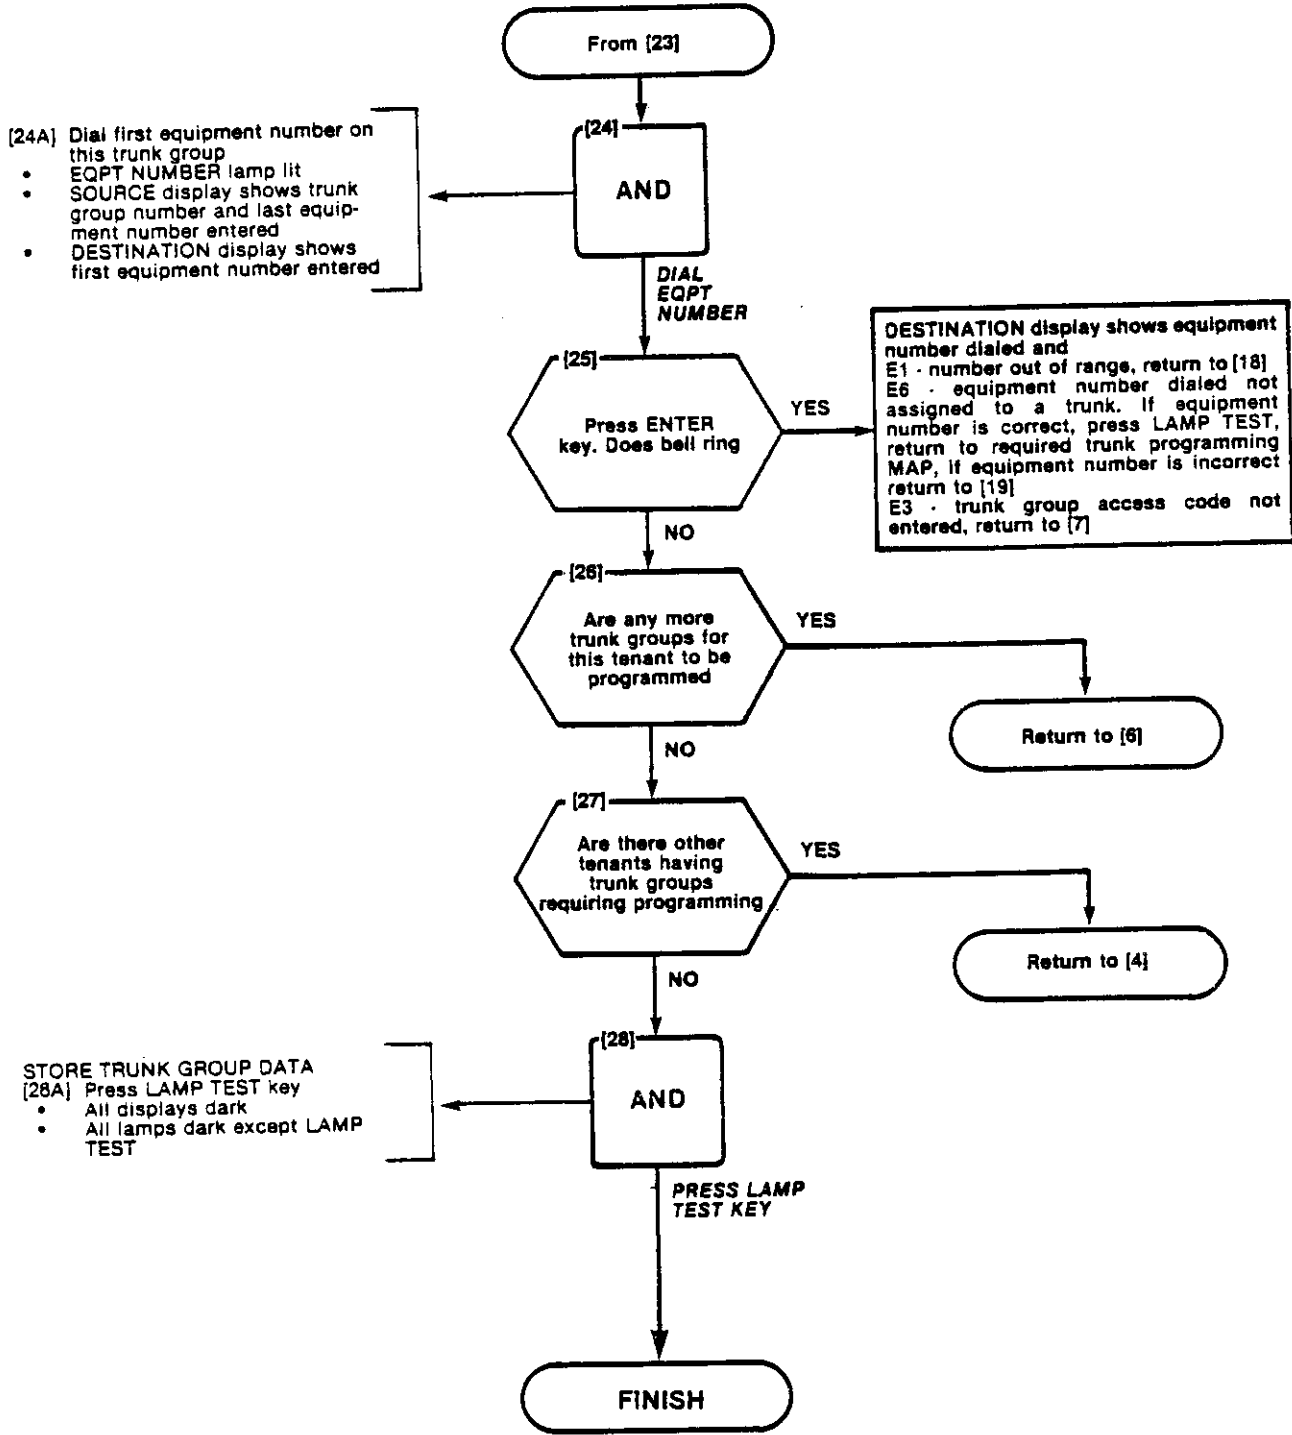 From [23]
[24A] Dial first equipment number on
this trunk group
• EQPT NUMBER lamp lit
• SOURCE display shows trunk
group number and last equip-
ment number entered
• DESTINATION display shows
first equipment number entered
[24]
AND
DIAL
EQPT
NUMBER
[25]
Press ENTER
key. Does bell ring
YES
DESTINATION display shows equipment
number dialed and
E1 - number out of range, return to [18]
E6 - equipment number dialed not
assigned to a trunk. If equipment
number is correct, press LAMP TEST,
return to required trunk programming
MAP, if equipment number is incorrect
return to [19]
E3 - trunk group access code not
entered, return to [7]
NO
[26]
Are any more
trunk groups for
this tenant to be
programmed
YES
Return to [6]
NO
[27]
Are there other
tenants having
trunk groups
requiring programming
YES
Return to [4]
NO
[28]
AND
STORE TRUNK GROUP DATA
[28A] Press LAMP TEST key
• All displays dark
• All lamps dark except LAMP
TEST
PRESS LAMP
TEST KEY
FINISH